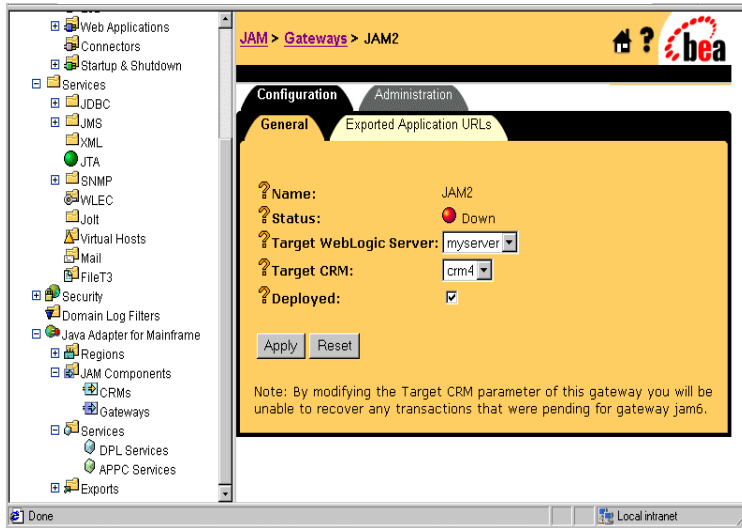 Web Applications
Connectors
Startup & Shutdown
Services
JDBC
JMS
XML
JTA
SNMP
WLEC
Jolt
Virtual Hosts
Mail
FileT3
Security
Domain Log Filters
Java Adapter for Mainframe
Regions
JAM Components
CRMs
Gateways
Services
DPL Services
APPC Services
Exports
JAM > Gateways > JAM2
?
bea
Configuration Administration
General Exported Application URLs
? Name: JAM2
? Status: Down
? Target WebLogic Server: myserver
? Target CRM: crm4
? Deployed:
Apply Reset
Note: By modifying the Target CRM parameter of this gateway you will be
unable to recover any transactions that were pending for gateway jam6.
Done Local intranet